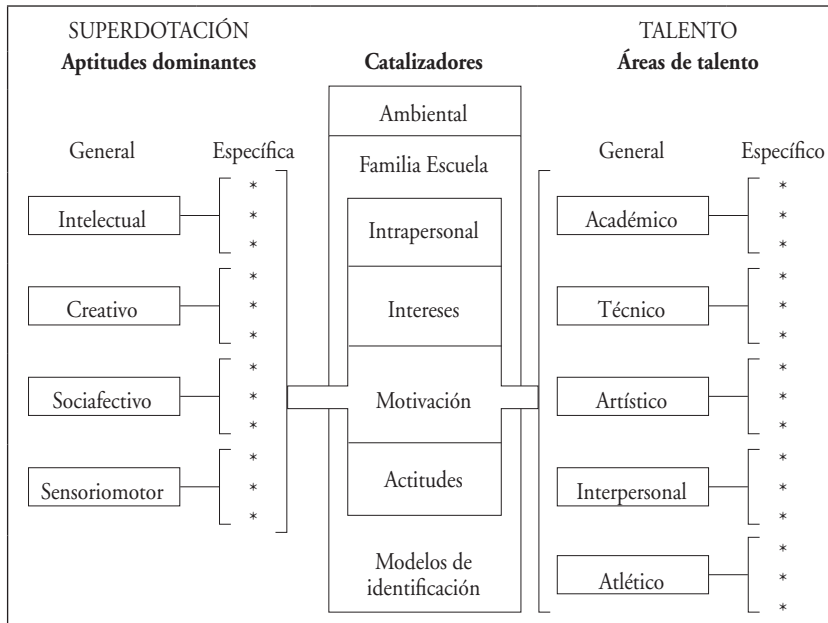 SUPERDOTACIÓN
Aptitudes dominantes
General
Específica
Intelectual
*
*
*
Creativo
*
*
*
Sociafectivo
*
*
*
Sensoriomotor
*
*
*
Catalizadores
Ambiental
Familia Escuela
Intrapersonal
Intereses
Motivación
Actitudes
Modelos de
identificación
TALENTO
Áreas de talento
General
Específico
Académico
*
*
*
Técnico
*
*
*
Artístico
*
*
*
Interpersonal
*
*
*
Atlético
*
*
*